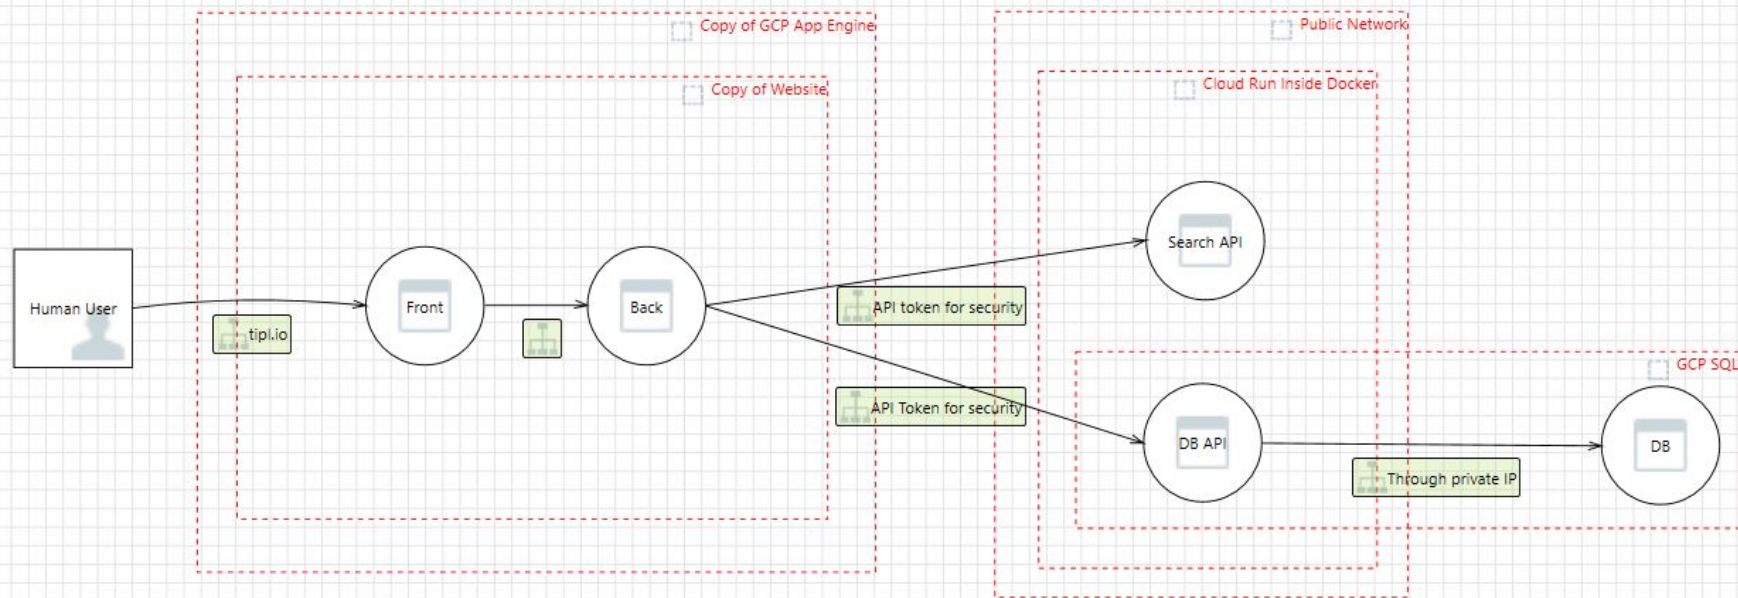 Copy of GCP App Engine
Public Network
Copy of Website
Cloud Run Inside Docker
Human User
tipl.io
Front
Back
API token for security
Search API
API Token for security
DB API
Through private IP
GCP SQL
DB